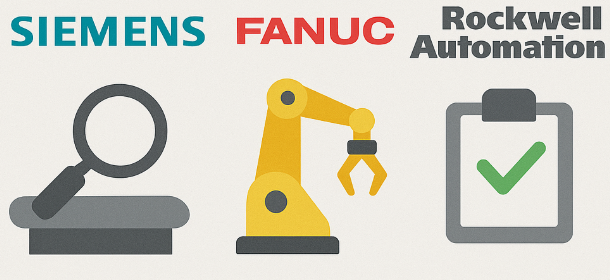 SIEMENS
FANUC
Rockwell
Automation